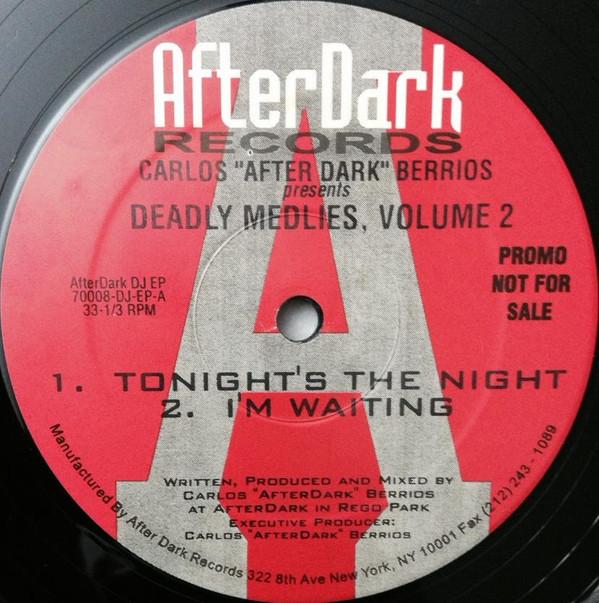 AfterDark
RECORDS
CARLOS "AFTER DARK" BERRIOS
presents
DEADLY MEDLIES, VOLUME 2
PROMO
NOT FOR
SALE
AfterDark DJ EP
70008-DJ-EP-A
33-1/3 RPM
1. TONIGHT'S THE NIGHT
2. I'M WAITING
WRITTEN, PRODUCED AND MIXED BY
CARLOS "AFTERDARK" BERRIOS
AT AFTERDARK IN REGO PARK
EXECUTIVE PRODUCER:
CARLOS "AFTERDARK" BERRIOS
Manufactured By After Dark Records 322 8th Ave New York, NY 10001 Fax (212) 243 - 1089